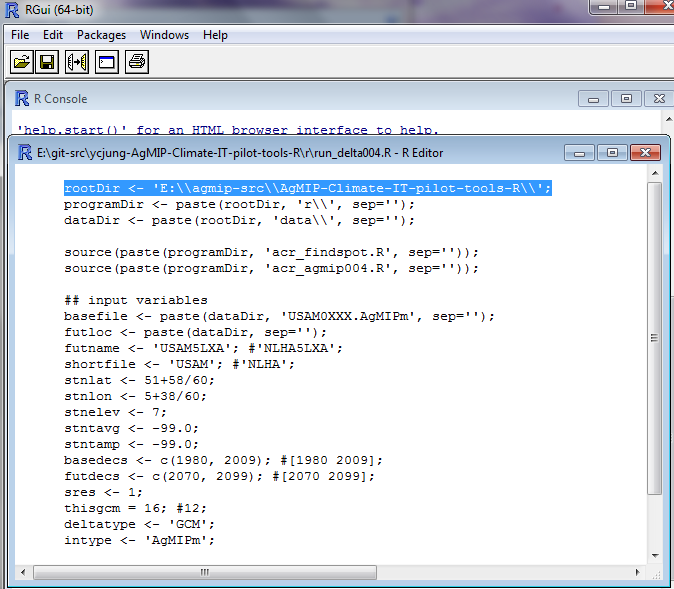 RGui (64-bit)
File Edit Packages Windows Help
R Console
'help.start()' for an HTML browser interface to help.
E:\git-src\ycjung-AgMIP-Climate-IT-pilot-tools-R\r\run_delta004.R - R Editor
rootDir <- 'E:\\agmip-src\\AgMIP-Climate-IT-pilot-tools-R\\';
programDir <- paste(rootDir, 'r\\', sep='');
dataDir <- paste(rootDir, 'data\\', sep='');
source(paste(programDir, 'acr_findspot.R', sep=''));
source(paste(programDir, 'acr_agmip004.R', sep=''));
## input variables
basefile <- paste(dataDir, 'USAM0XXX.AgMIPm', sep='');
futloc <- paste(dataDir, sep='');
futname <- 'USAM5LXA'; #'NLHA5LXA';
shortfile <- 'USAM'; #'NLHA';
stnlat <- 51+58/60;
stnlon <- 5+38/60;
stnelev <- 7;
stntavg <- -99.0;
stntamp <- -99.0;
basedecs <- c(1980, 2009); #[1980 2009];
futdecs <- c(2070, 2099); #[2070 2099];
sres <- 1;
thisgcm = 16; #12;
deltatype <- 'GCM';
intype <- 'AgMIPm';